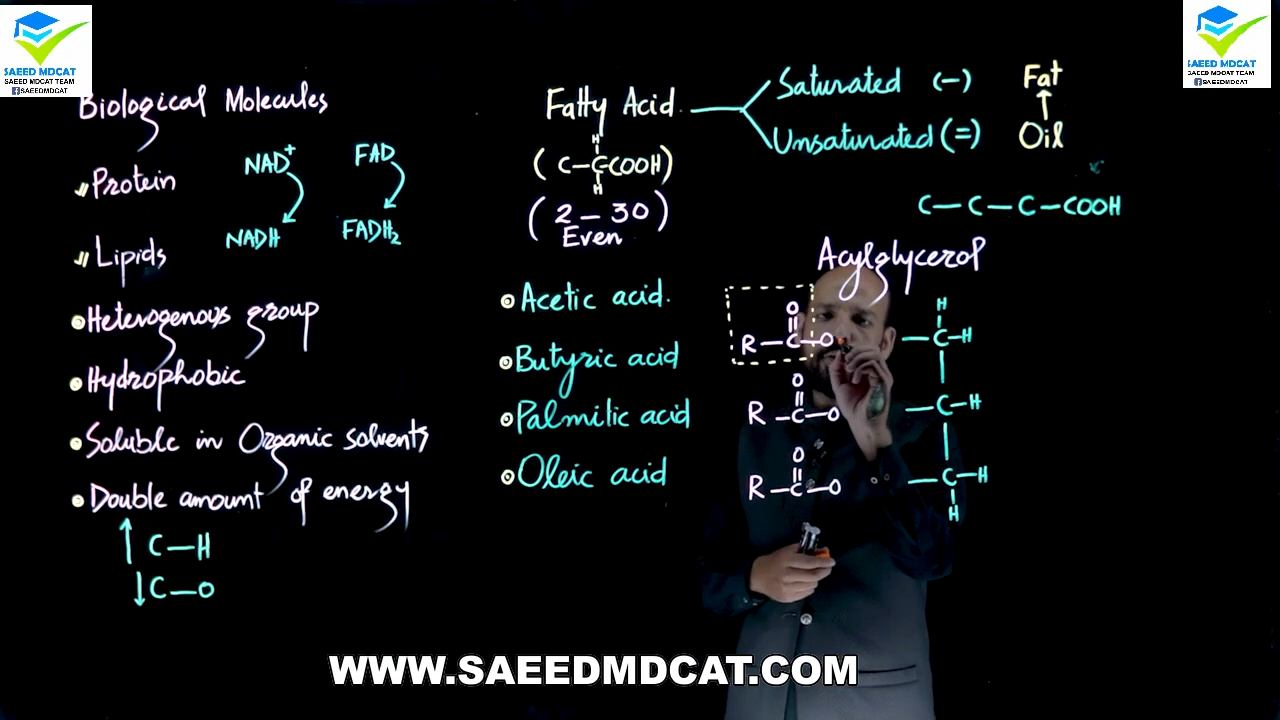 SAEED MDCAT
SAEED MDCAT TEAM
SAEEDMDCAT
SAEED MDCAT
SAEED MDCAT TEAM
SAEEDMDCAT
Biological Molecules
Protein
Lipids
NAD+
NADH
FAD
FADH2
Heterogenous group
Hydrophobic
Soluble in Organic solvents
Double amount of energy
↑ C—H
↓ C—O
Fatty Acid
Saturated (—)
Unsaturated (=)
Fat
↑
Oil
H
(C—C—COOH)
H
(2—30)
Even
C—C—C—COOH
Acetic acid.
Butyric acid
Palmitic acid
Oleic acid
Acylglycerol
O
R—C—O
O
R—C—O
O
R—C—O
H
—C—H
—C—H
—C—H
H
WWW.SAEEDMDCAT.COM